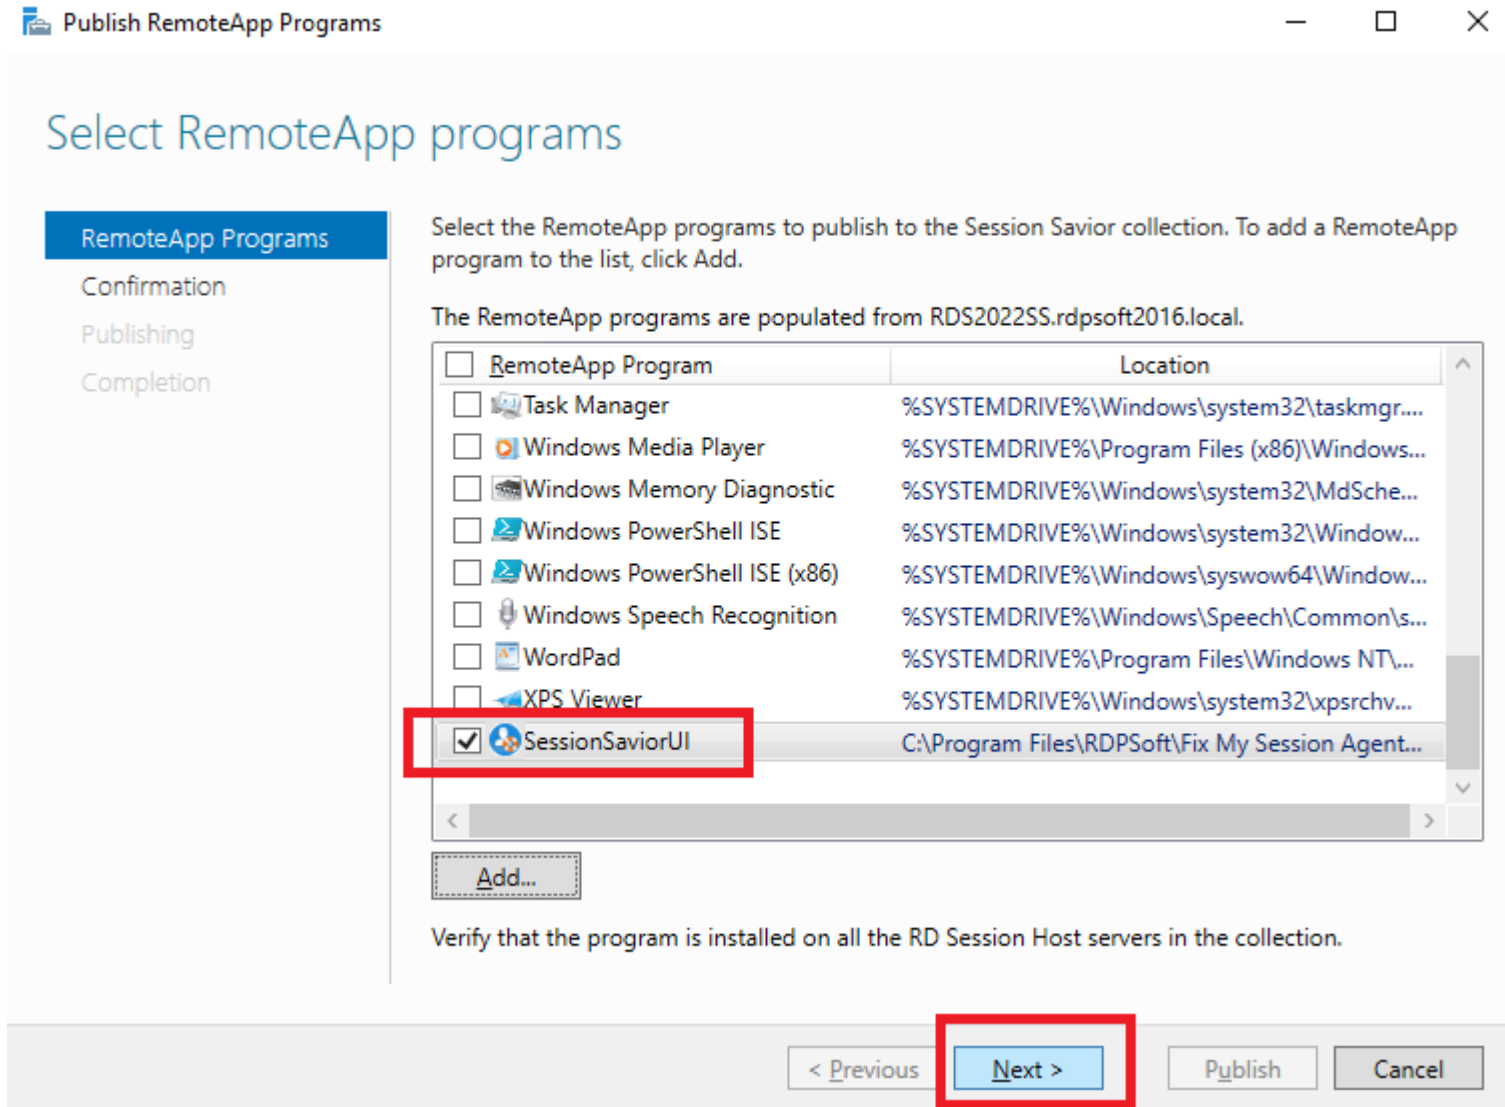 Publish RemoteApp Programs
Select RemoteApp programs
RemoteApp Programs
Confirmation
Publishing
Completion
Select the RemoteApp programs to publish to the Session Savior collection. To add a RemoteApp
program to the list, click Add.
The RemoteApp programs are populated from RDS2022SS.rdpsoft2016.local.
RemoteApp Program Location
Task Manager %SYSTEMDRIVE%\Windows\system32\taskmgr....
Windows Media Player %SYSTEMDRIVE%\Program Files (x86)\Windows...
Windows Memory Diagnostic %SYSTEMDRIVE%\Windows\system32\MdSche...
Windows PowerShell ISE %SYSTEMDRIVE%\Windows\system32\Window...
Windows PowerShell ISE (x86) %SYSTEMDRIVE%\Windows\syswow64\Window...
Windows Speech Recognition %SYSTEMDRIVE%\Windows\Speech\Common\s...
WordPad %SYSTEMDRIVE%\Program Files\Windows NT\...
XPS Viewer %SYSTEMDRIVE%\Windows\system32\xpsrchv...
SessionSaviorUI C:\Program Files\RDPSoft\Fix My Session Agent...
Add...
Verify that the program is installed on all the RD Session Host servers in the collection.
< Previous Next > Publish Cancel